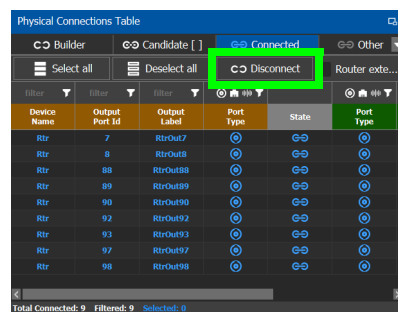 Physical Connections Table
Builder Candidate [ ] Connected Other
Select all Deselect all Disconnect Router exte...
filter filter filter
Device Name Output Port Id Output Label Port Type State Port Type
Rtr 7 RtrOut7
Rtr 8 RtrOut8
Rtr 88 RtrOut88
Rtr 89 RtrOut89
Rtr 90 RtrOut90
Rtr 92 RtrOut92
Rtr 93 RtrOut93
Rtr 97 RtrOut97
Rtr 98 RtrOut98
Total Connected: 9 Filtered: 9 Selected: 0